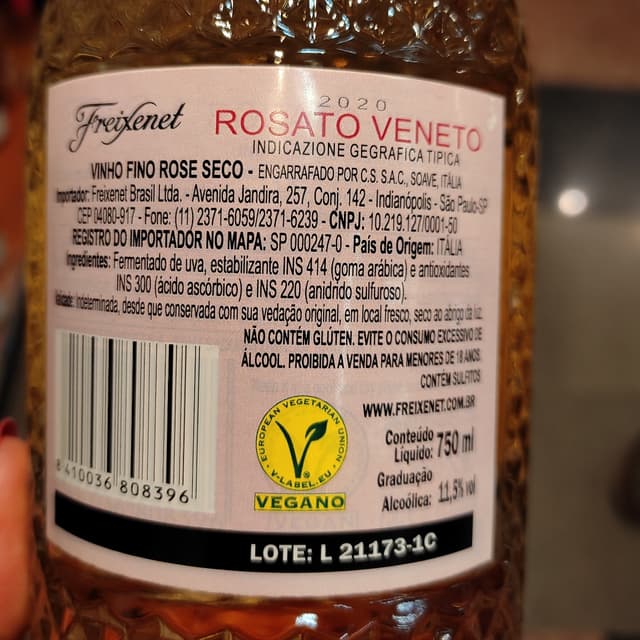 Freixenet
2020
ROSATO VENETO
INDICAZIONE GEGRAFICA TIPICA
VINHO FINO ROSE SECO - ENGARRAFADO POR C.S. S.A.C., SOAVE, ITÁLIA
Importador: Freixenet Brasil Ltda. - Avenida Jandira, 257, Conj. 142 - Indianópolis - São Paulo-SP
CEP 04080-917 - Fone: (11) 2371-6059/2371-6239 - CNPJ: 10.219.127/0001-50
REGISTRO DO IMPORTADOR NO MAPA: SP 000247-0 - País de Origem: ITÁLIA
Ingredientes: Fermentado de uva, estabilizante INS 414 (goma arábica) e antioxidantes
INS 300 (ácido ascórbico) e INS 220 (anidrido sulfuroso).
Validade: Indeterminada, desde que conservada com sua vedação original, em local fresco, seco ao abrigo da luz.
NÃO CONTÉM GLÚTEN. EVITE O CONSUMO EXCESSIVO DE
ÁLCOOL. PROIBIDA A VENDA PARA MENORES DE 18 ANOS.
CONTÉM SULFITOS
WWW.FREIXENET.COM.BR
EUROPEAN VEGETARIAN UNION
V-LABEL.EU
VEGANO
Conteúdo
Líquido: 750 ml
Graduação
Alcoólica: 11,5% vol
8 410036 808396
LOTE: L 21173-1C